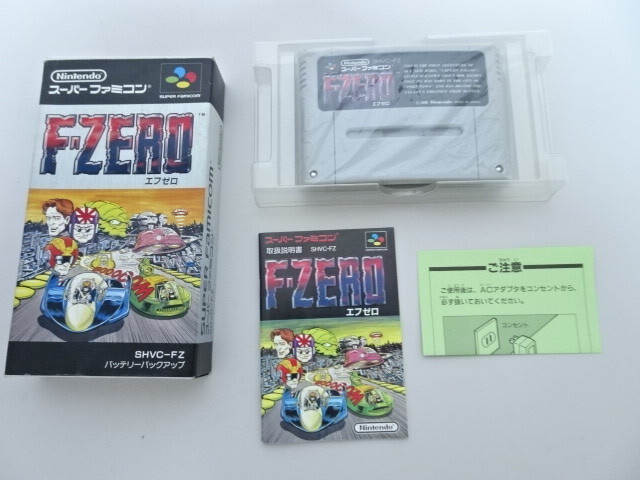 Nintendo
スーパーファミコン
SUPER FAMICOM
F-ZERO
TM
エフゼロ
SHVC-FZ
バッテリーバックアップ
SUPER FAMICOM
スーパーファミコン
SHVC-FZ
F-ZERO
エフゼロ
スーパーファミコン
取扱説明書 SHVC-FZ
F-ZERO
エフゼロ
Nintendo
ご注意
ご使用後は、ACアダプタをコンセントから、
必ず抜いておいてください。
コンセント